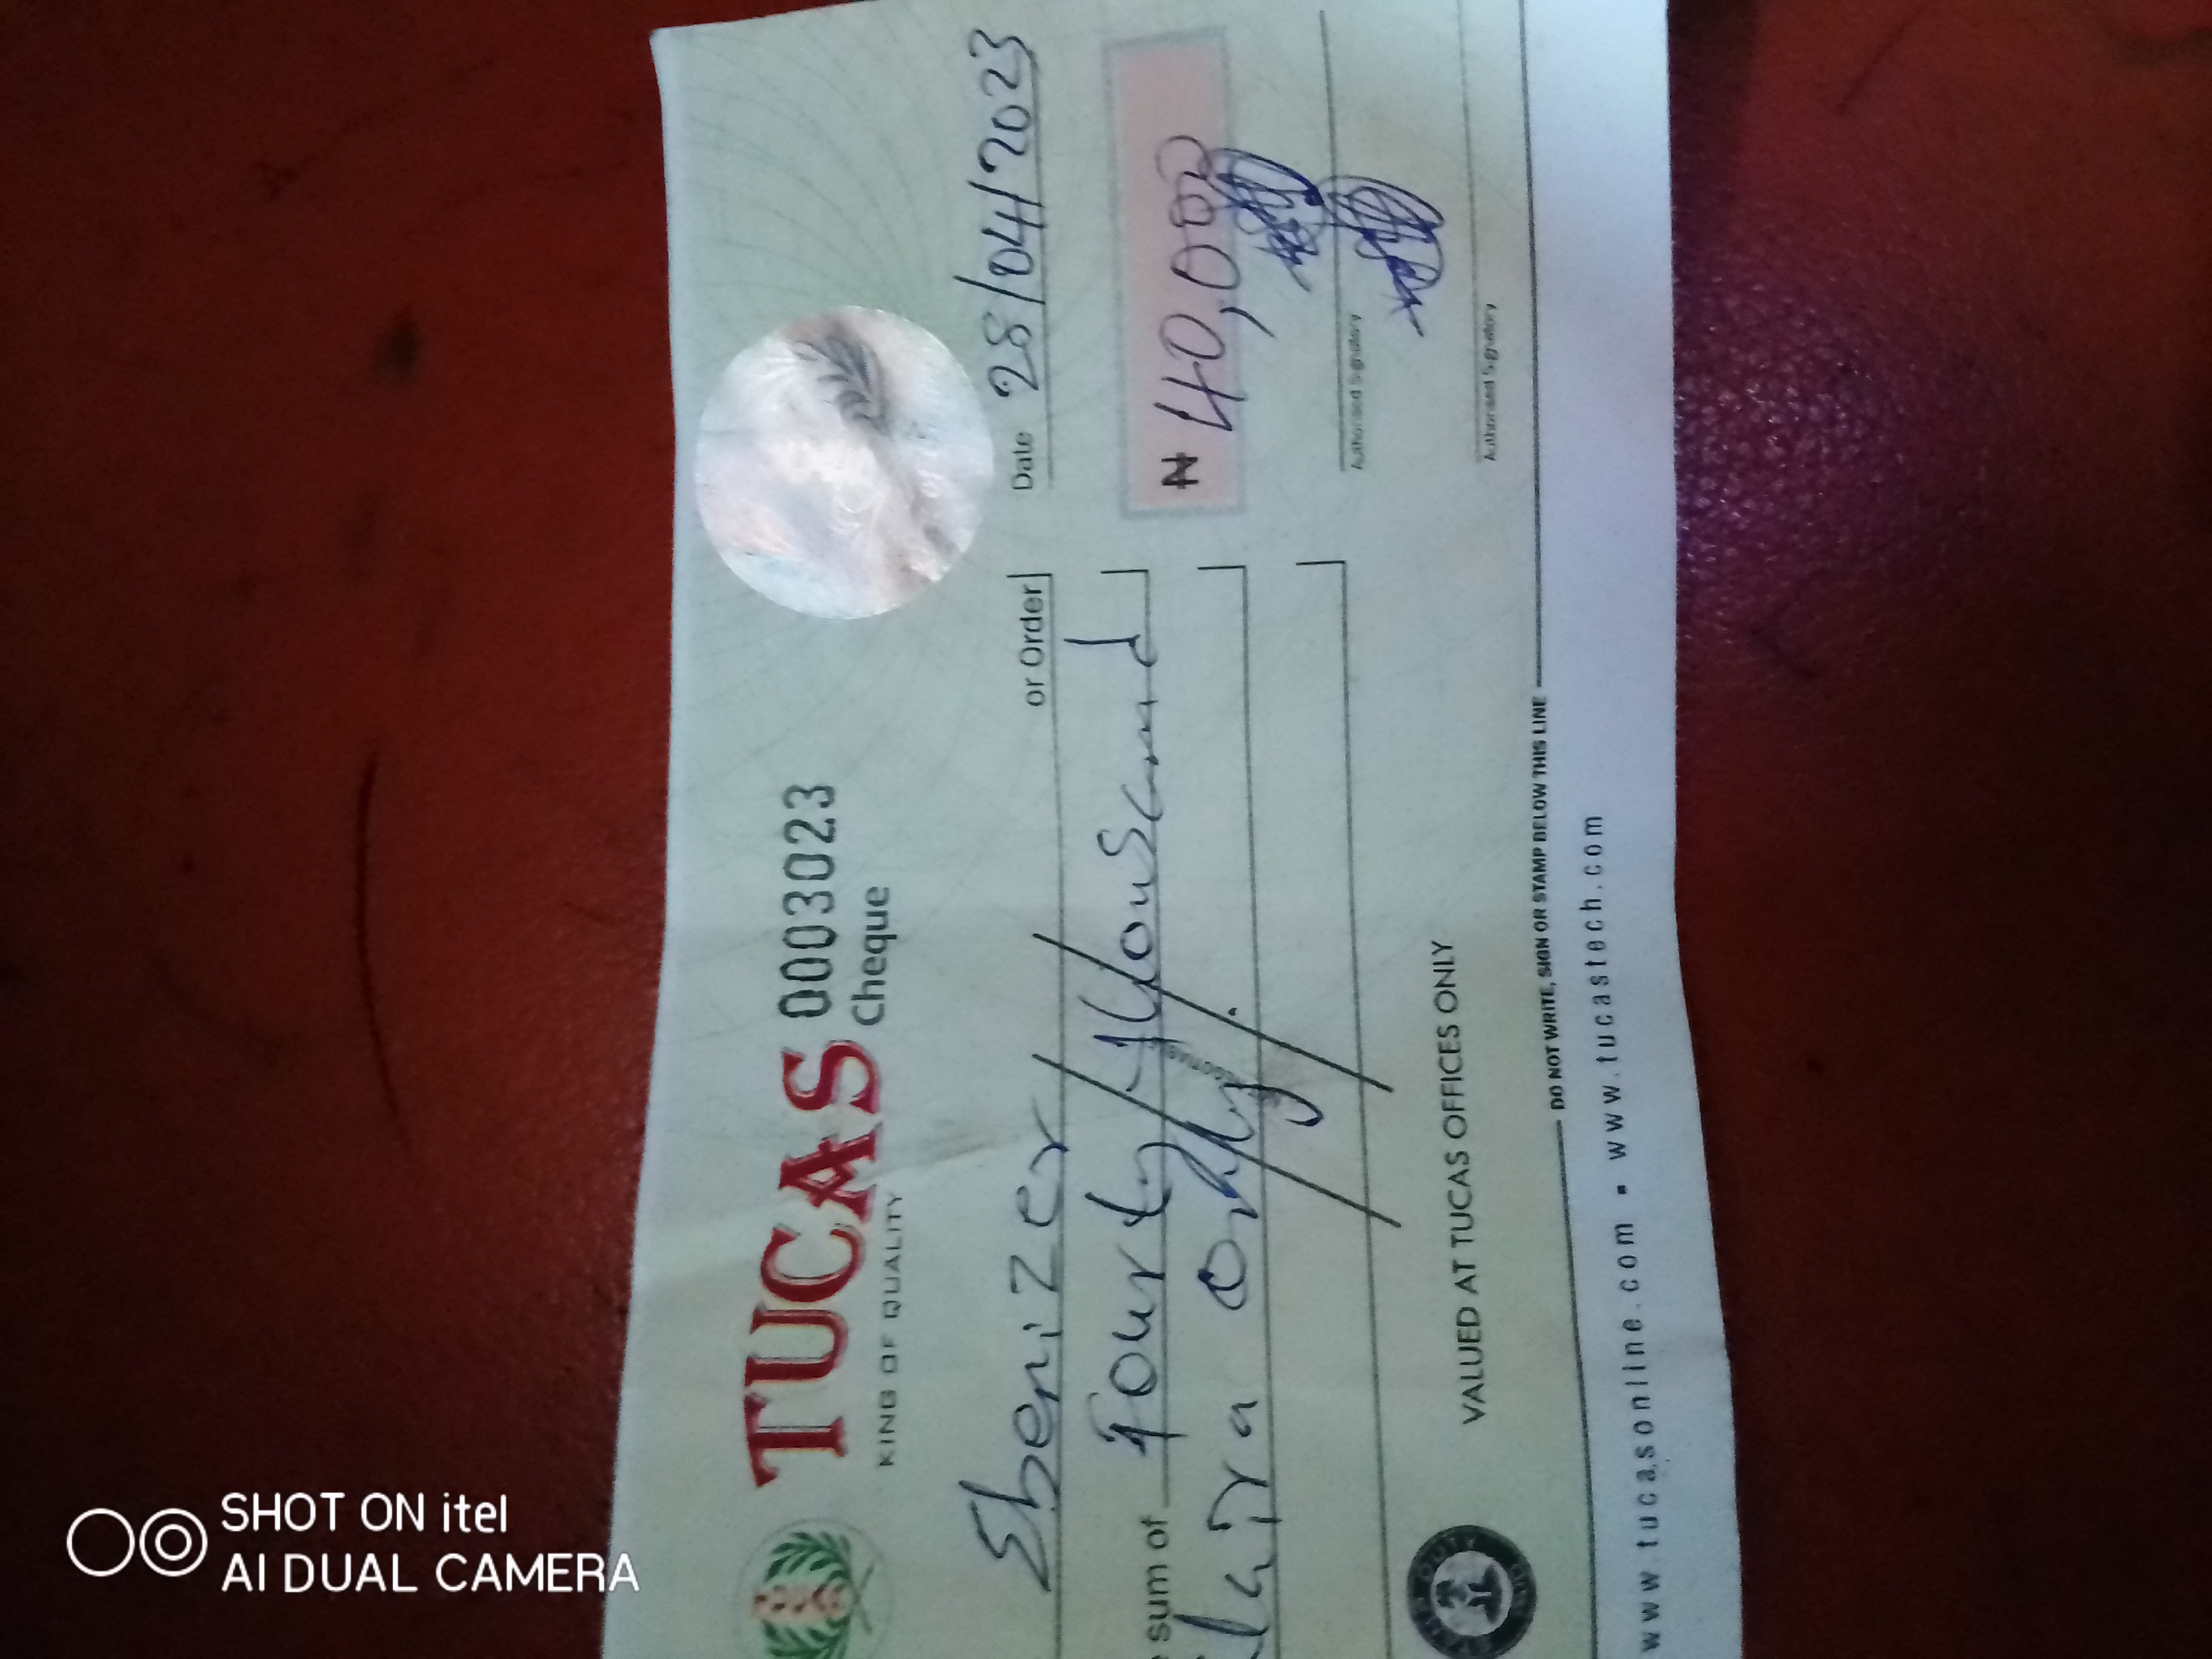 TUCAS 0003023
KING OF QUALITY Cheque
Date 28/04/2023
Ebenizer or Order
sum of Fourty Thousand
Naira only
₦ 40,000
Authorised Signatory
Authorised Signatory
VALUED AT TUCAS OFFICES ONLY
DO NOT WRITE, SIGN OR STAMP BELOW THIS LINE
www.tucasonline.com ▪ www.tucastech.com
SHOT ON itel
AI DUAL CAMERA